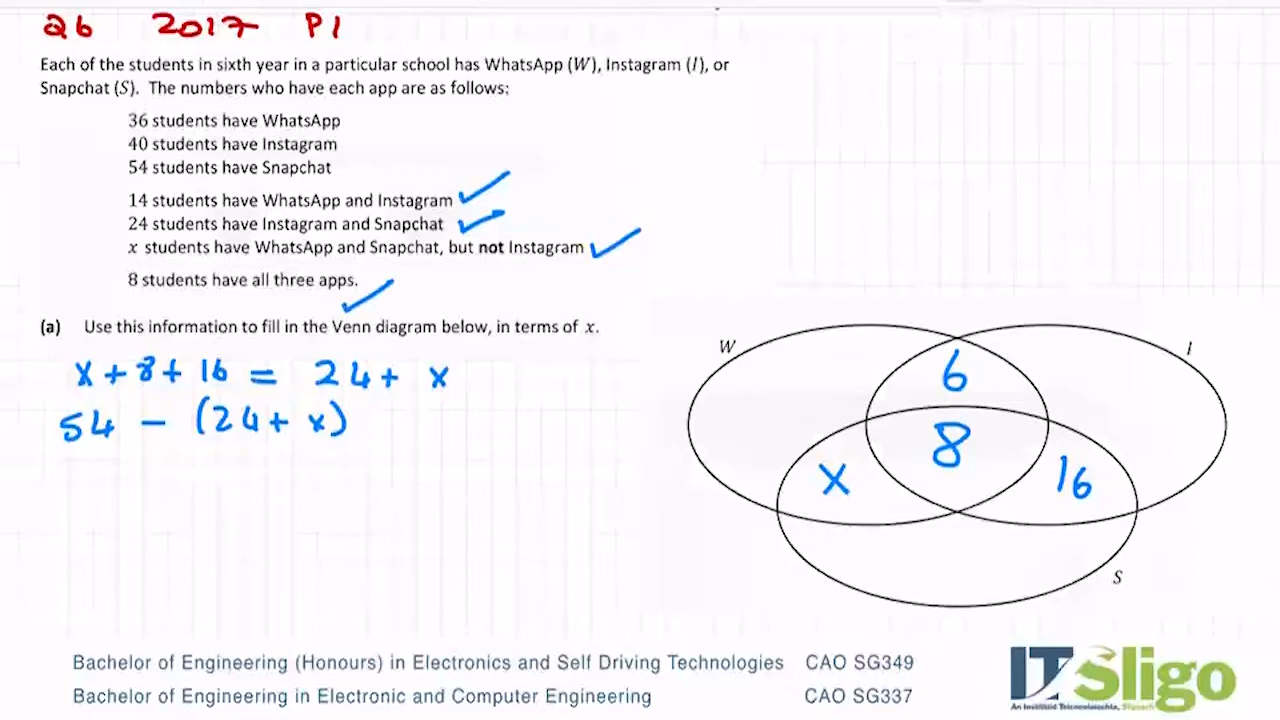 Q6 2017 P1
Each of the students in sixth year in a particular school has WhatsApp (W), Instagram (I), or
Snapchat (S). The numbers who have each app are as follows:
36 students have WhatsApp
40 students have Instagram
54 students have Snapchat
14 students have WhatsApp and Instagram
24 students have Instagram and Snapchat
x students have WhatsApp and Snapchat, but not Instagram
8 students have all three apps.
(a) Use this information to fill in the Venn diagram below, in terms of x.
x + 8 + 16 = 24 + x
54 - (24 + x)
W
I
6
8
x
16
S
Bachelor of Engineering (Honours) in Electronics and Self Driving Technologies CAO SG349
Bachelor of Engineering in Electronic and Computer Engineering CAO SG337
IT Sligo
An Institiúid Teicneolaíochta, Sligeach